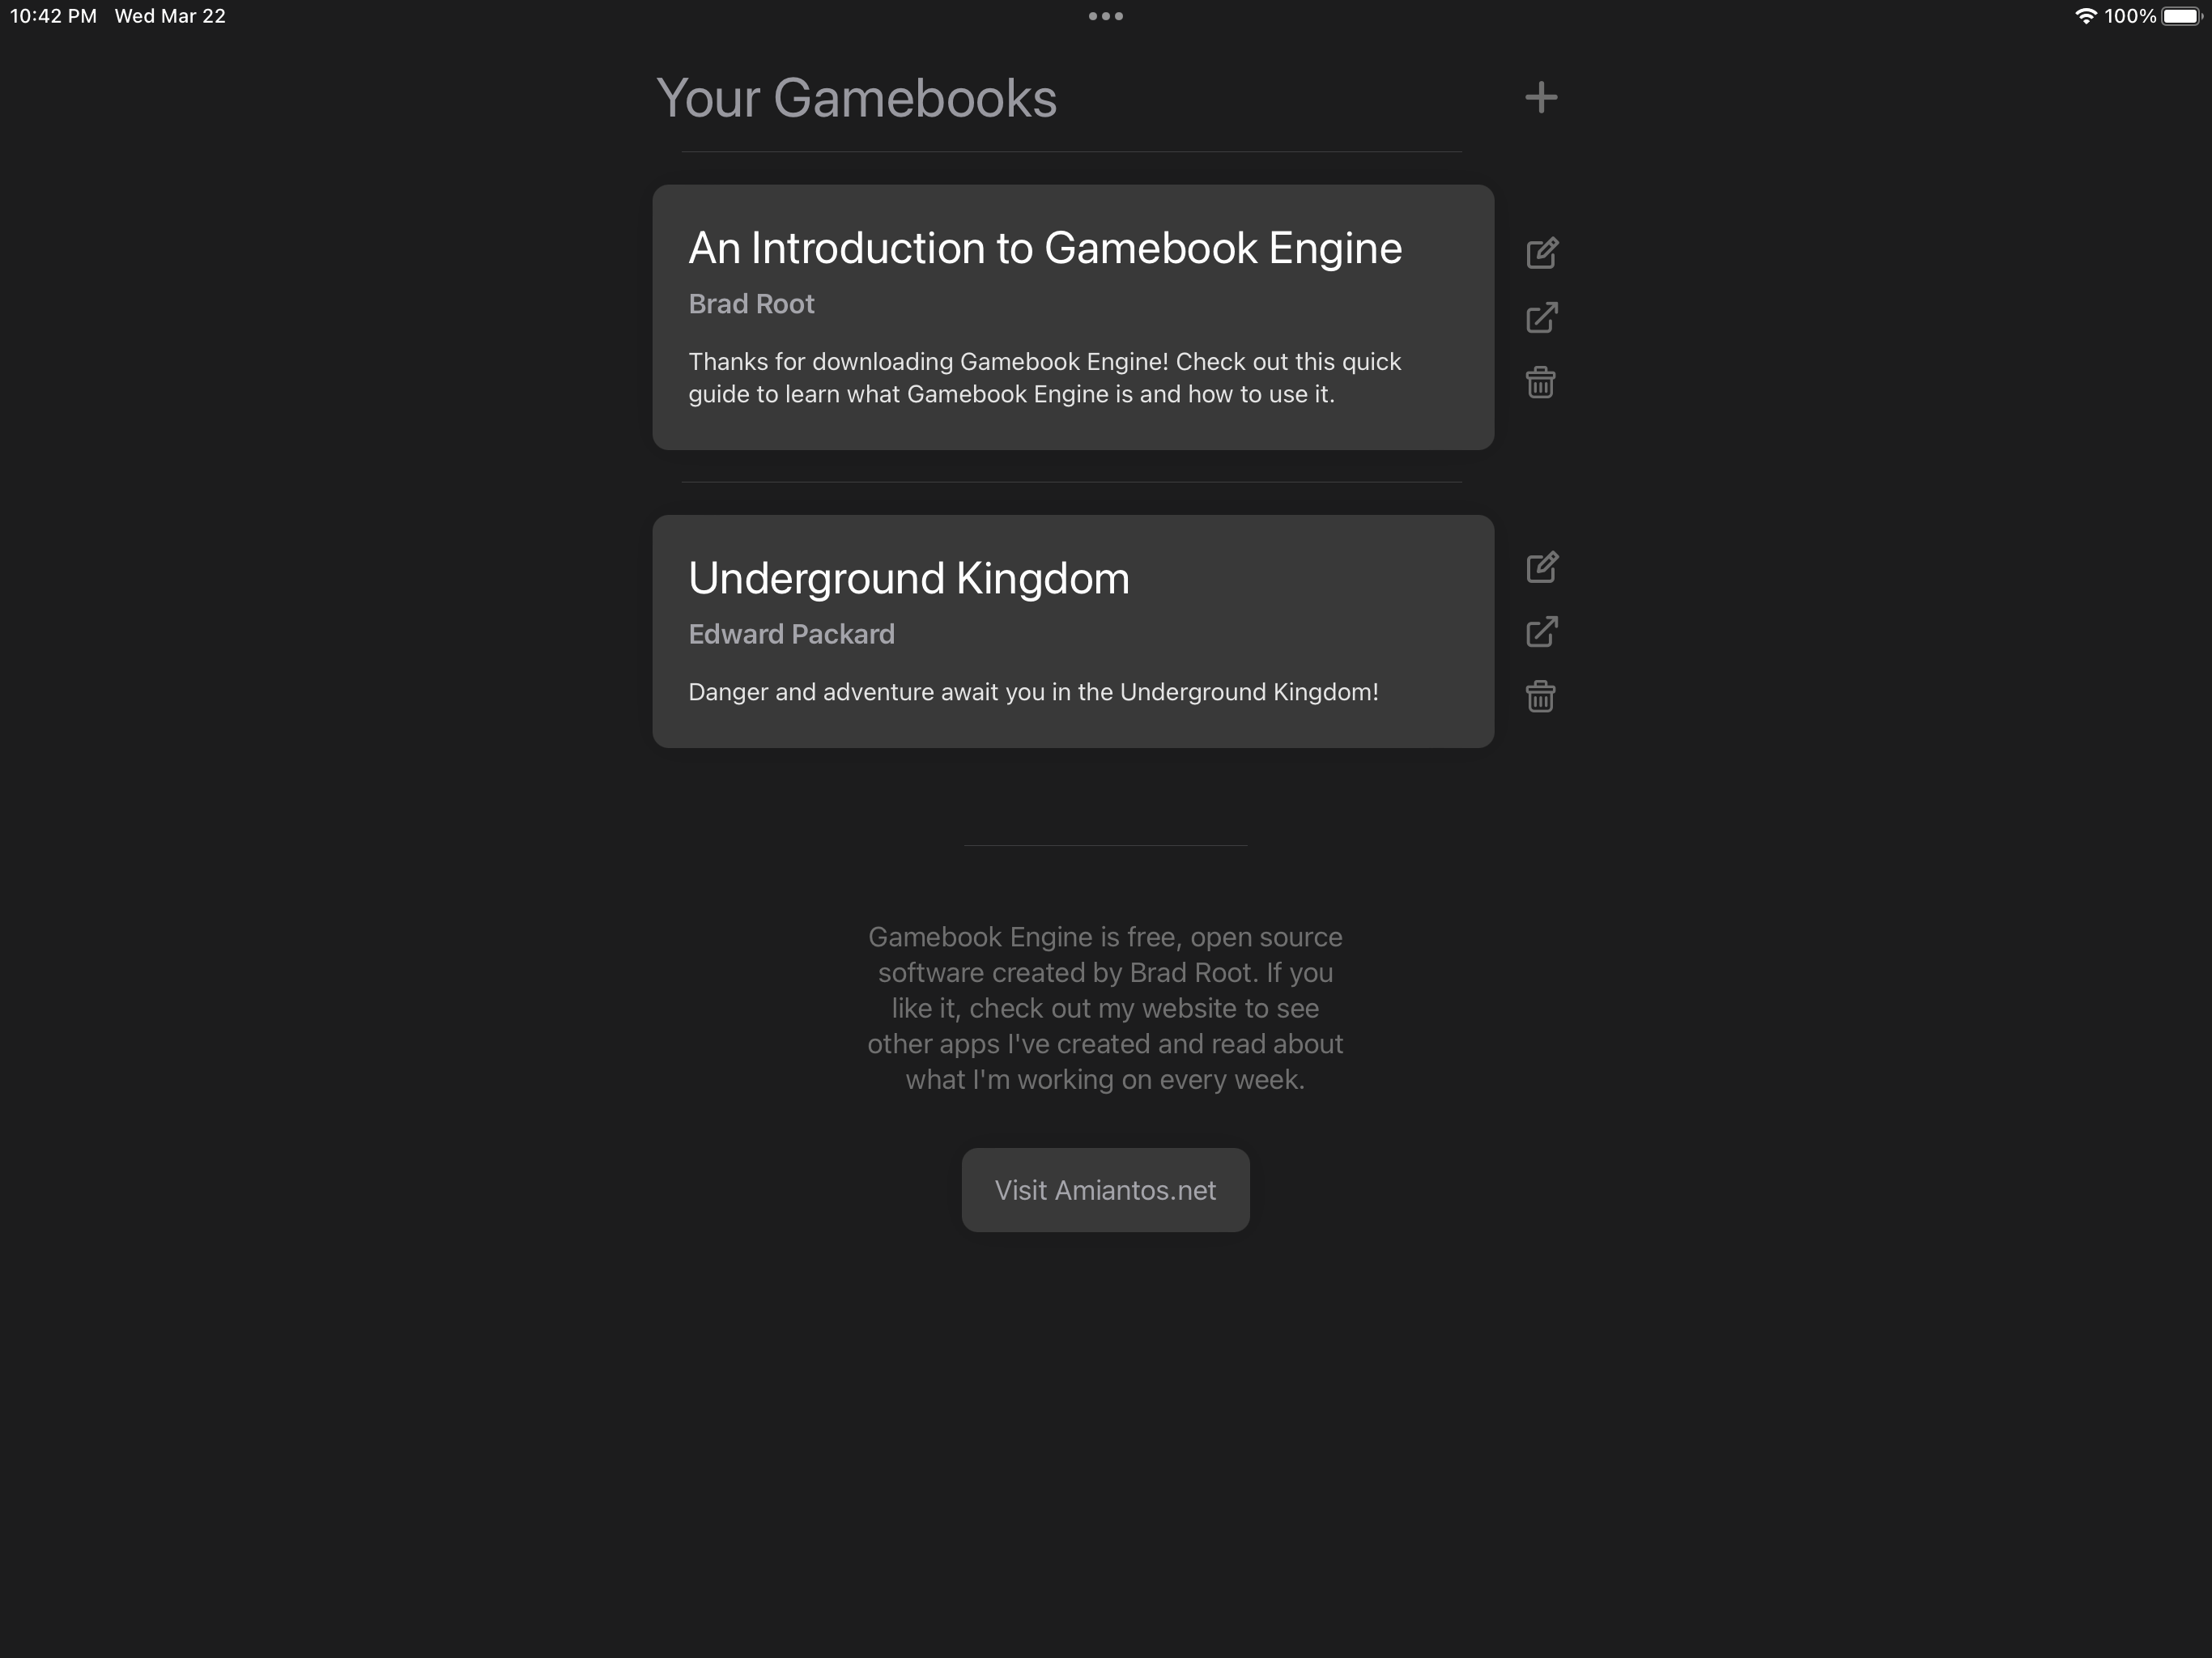 10:42 PM Wed Mar 22
100%
Your Gamebooks
An Introduction to Gamebook Engine
Brad Root
Thanks for downloading Gamebook Engine! Check out this quick
guide to learn what Gamebook Engine is and how to use it.
Underground Kingdom
Edward Packard
Danger and adventure await you in the Underground Kingdom!
Gamebook Engine is free, open source
software created by Brad Root. If you
like it, check out my website to see
other apps I've created and read about
what I'm working on every week.
Visit Amiantos.net